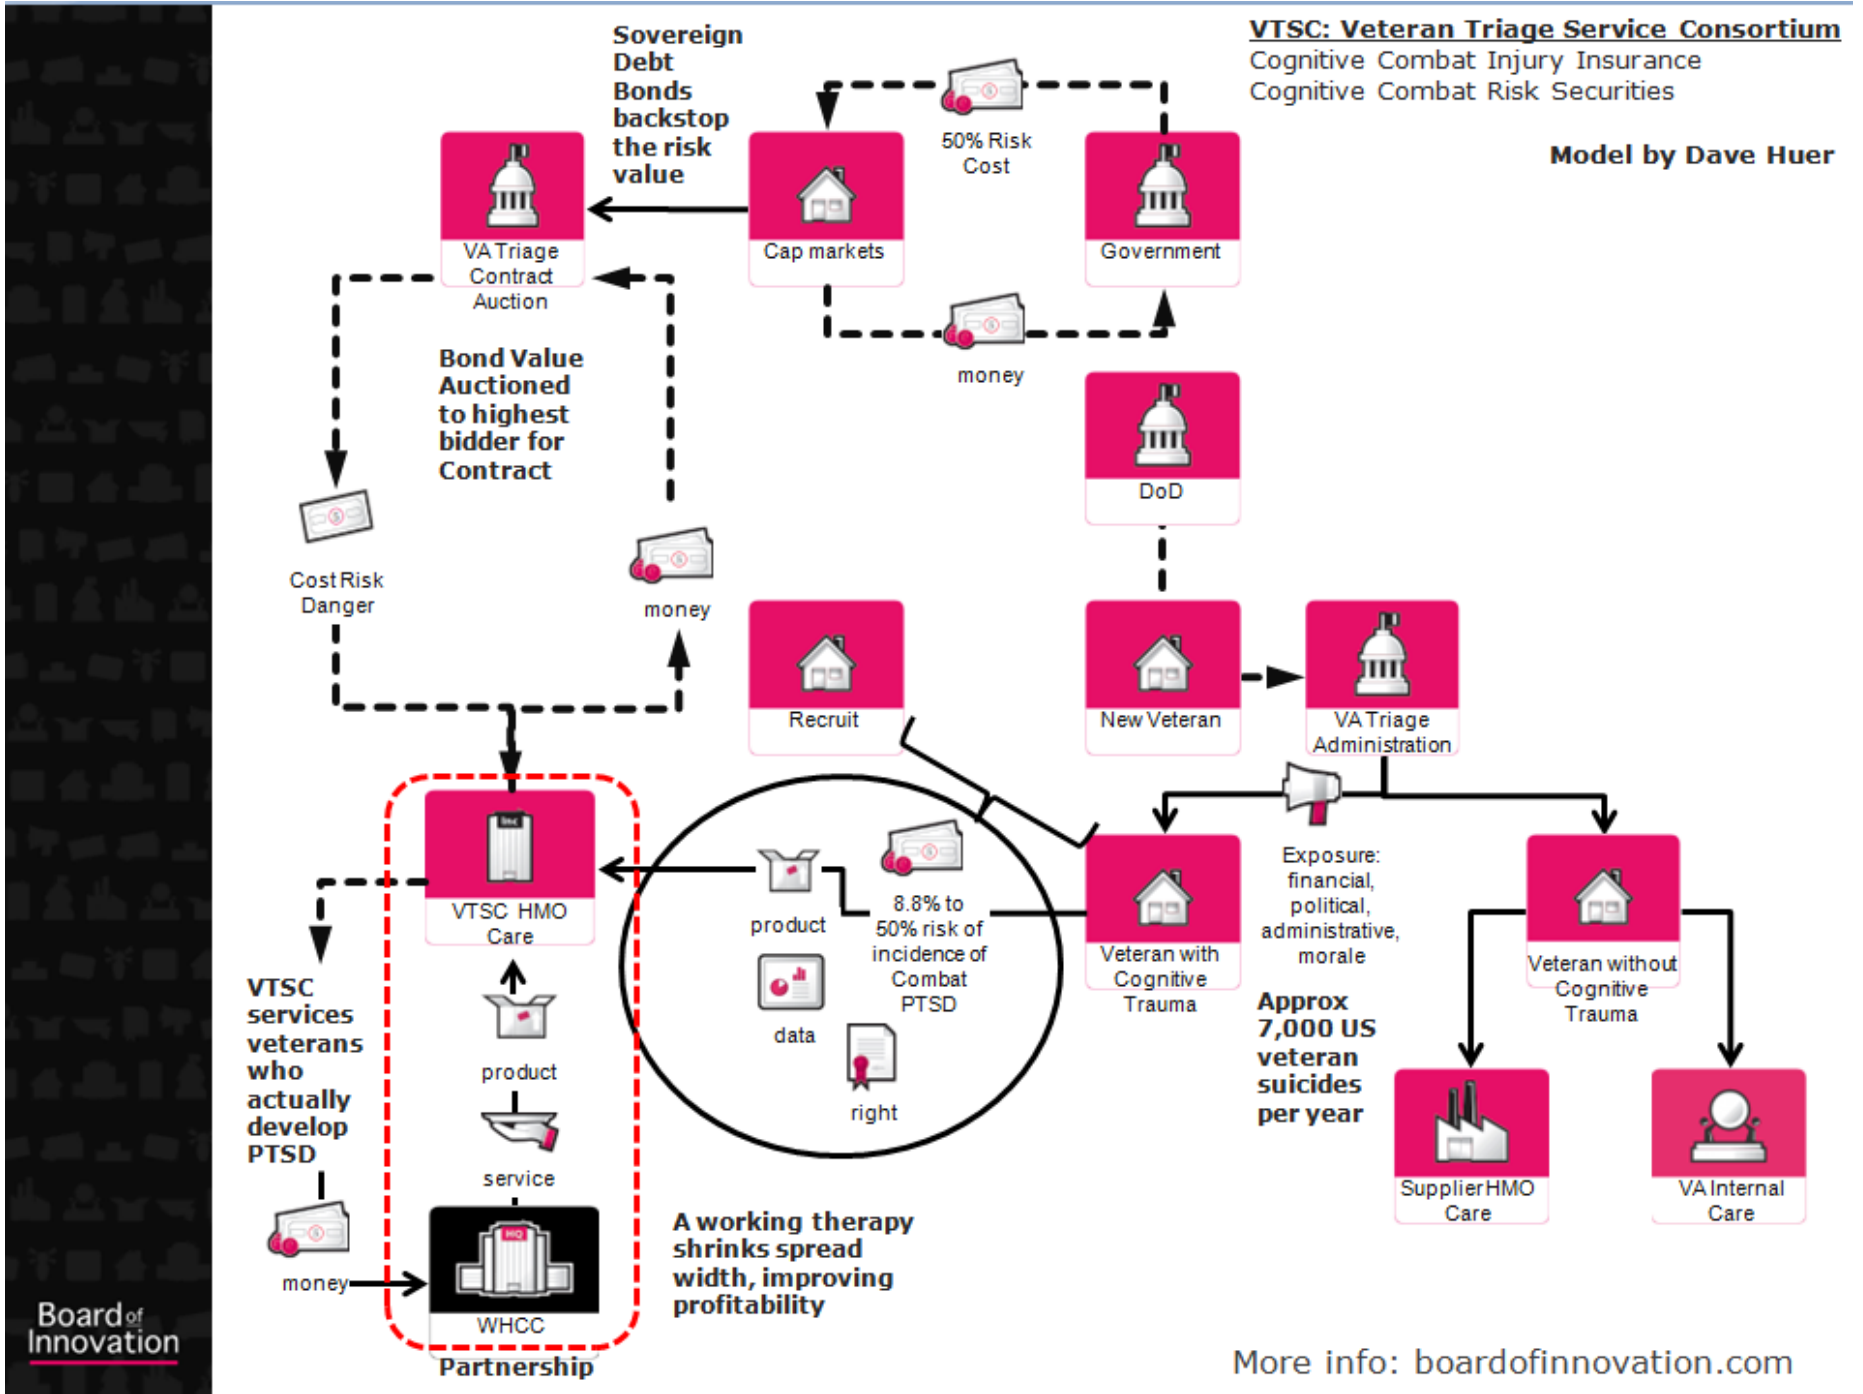 VTSC: Veteran Triage Service Consortium
Cognitive Combat Injury Insurance
Cognitive Combat Risk Securities
Model by Dave Huer
Sovereign
Debt
Bonds
backstop
the risk
value
50% Risk
Cost
VA Triage
Contract
Auction
Cap markets
Government
money
Bond Value
Auctioned
to highest
bidder for
Contract
DoD
Cost Risk
Danger
money
Recruit
New Veteran
VA Triage
Administration
inc
VTSC HMO
Care
product
8.8% to
50% risk of
incidence of
Combat
PTSD
data
right
Veteran with
Cognitive
Trauma
Exposure:
financial,
political,
administrative,
morale
Veteran without
Cognitive
Trauma
VTSC
services
veterans
who
actually
develop
PTSD
product
service
Approx
7,000 US
veteran
suicides
per year
Supplier HMO
Care
VA Internal
Care
money
HQ
WHCC
Partnership
A working therapy
shrinks spread
width, improving
profitability
Board of
Innovation
More info: boardofinnovation.com